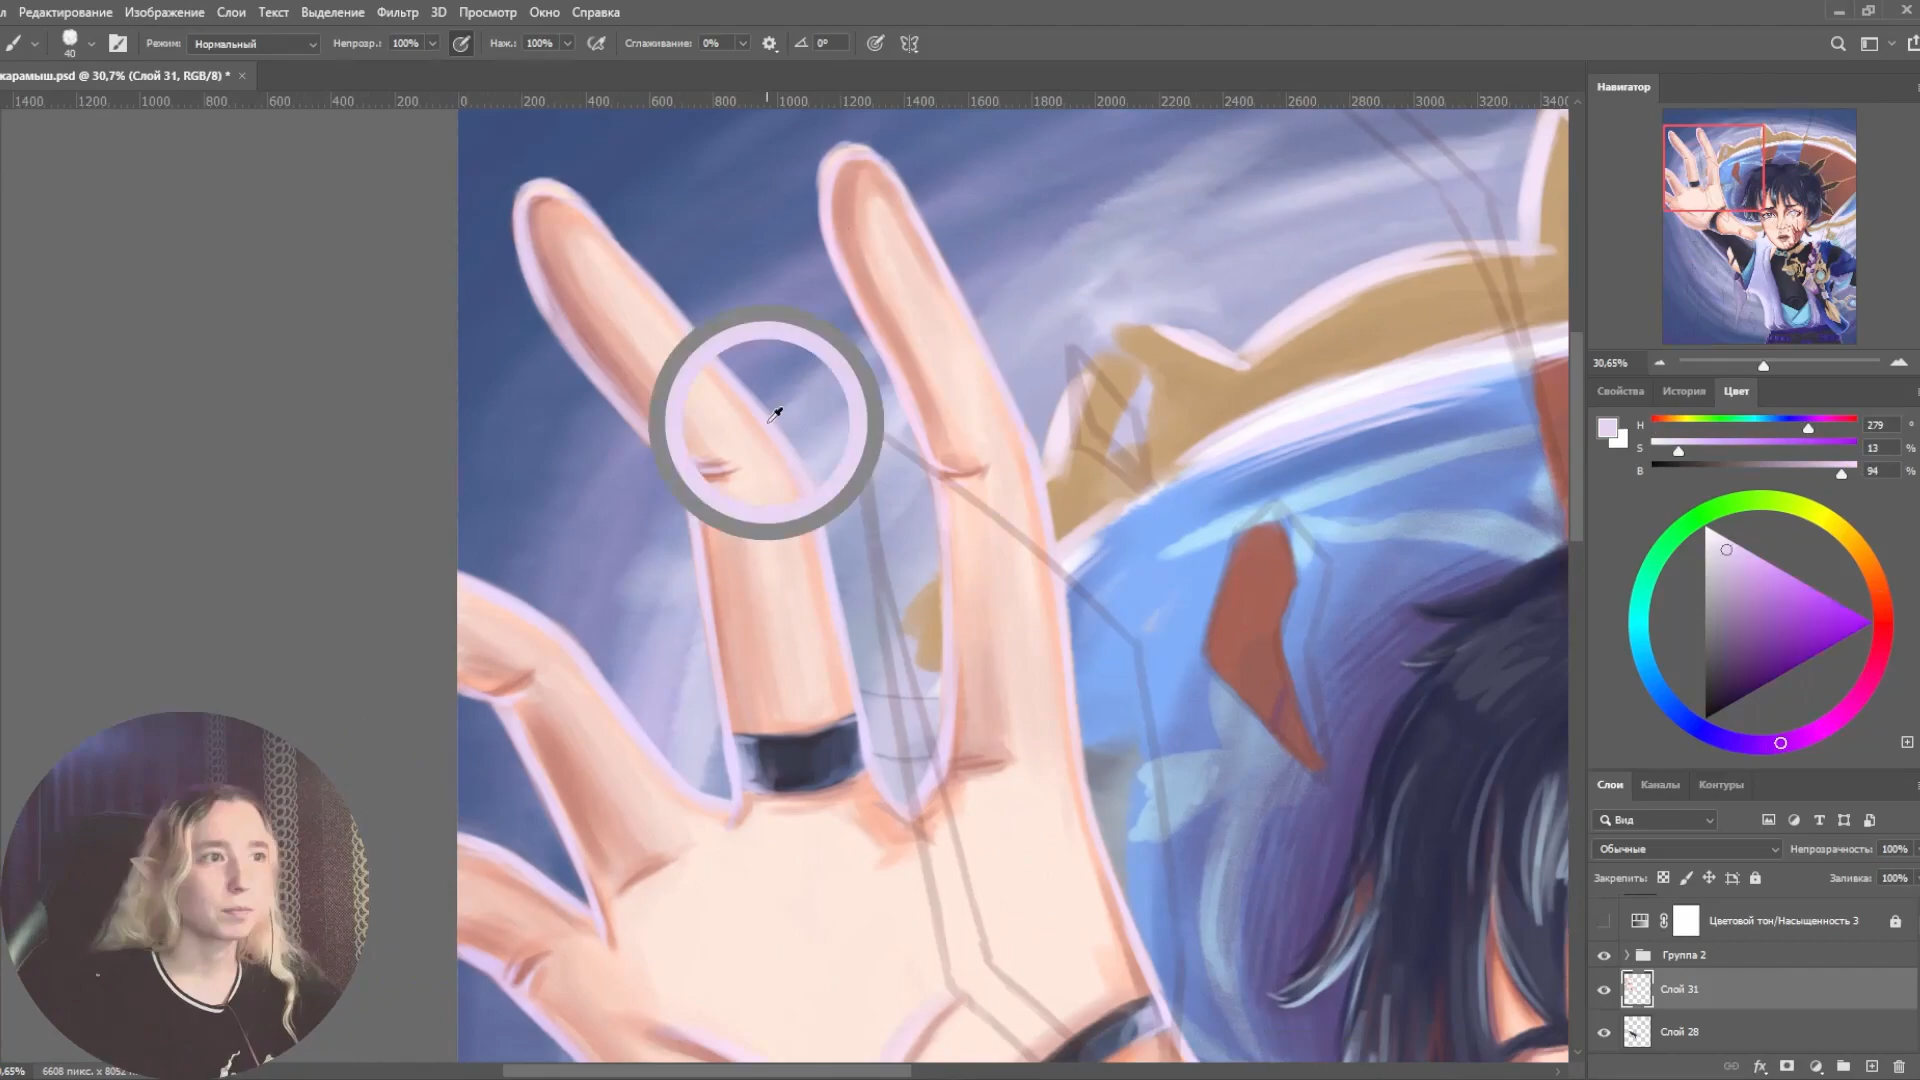 л Редактирование Изображение Слои Текст Выделение Фильтр 3D Просмотр Окно Справка
40 Режим: Нормальный Непрозр.: 100% Наж.: 100% Сглаживание: 0% 0°
карамыш.psd @ 30,7% (Слой 31, RGB/8) * ×
1400 1200 1000 800 600 400 200 0 200 400 600 800 1000 1200 1400 1600 1800 2000 2200 2400 2600 2800 3000 3200 3400
Навигатор
30,65%
Свойства История Цвет
H 279 °
S 13 %
B 94 %
Слои Каналы Контуры
Вид
Обычные Непрозрачность: 100%
Закрепить: Заливка: 100%
Цветовой тон/Насыщенность 3
Группа 2
Слой 31
Слой 28
fx
,65% 6608 пикс. x 8052